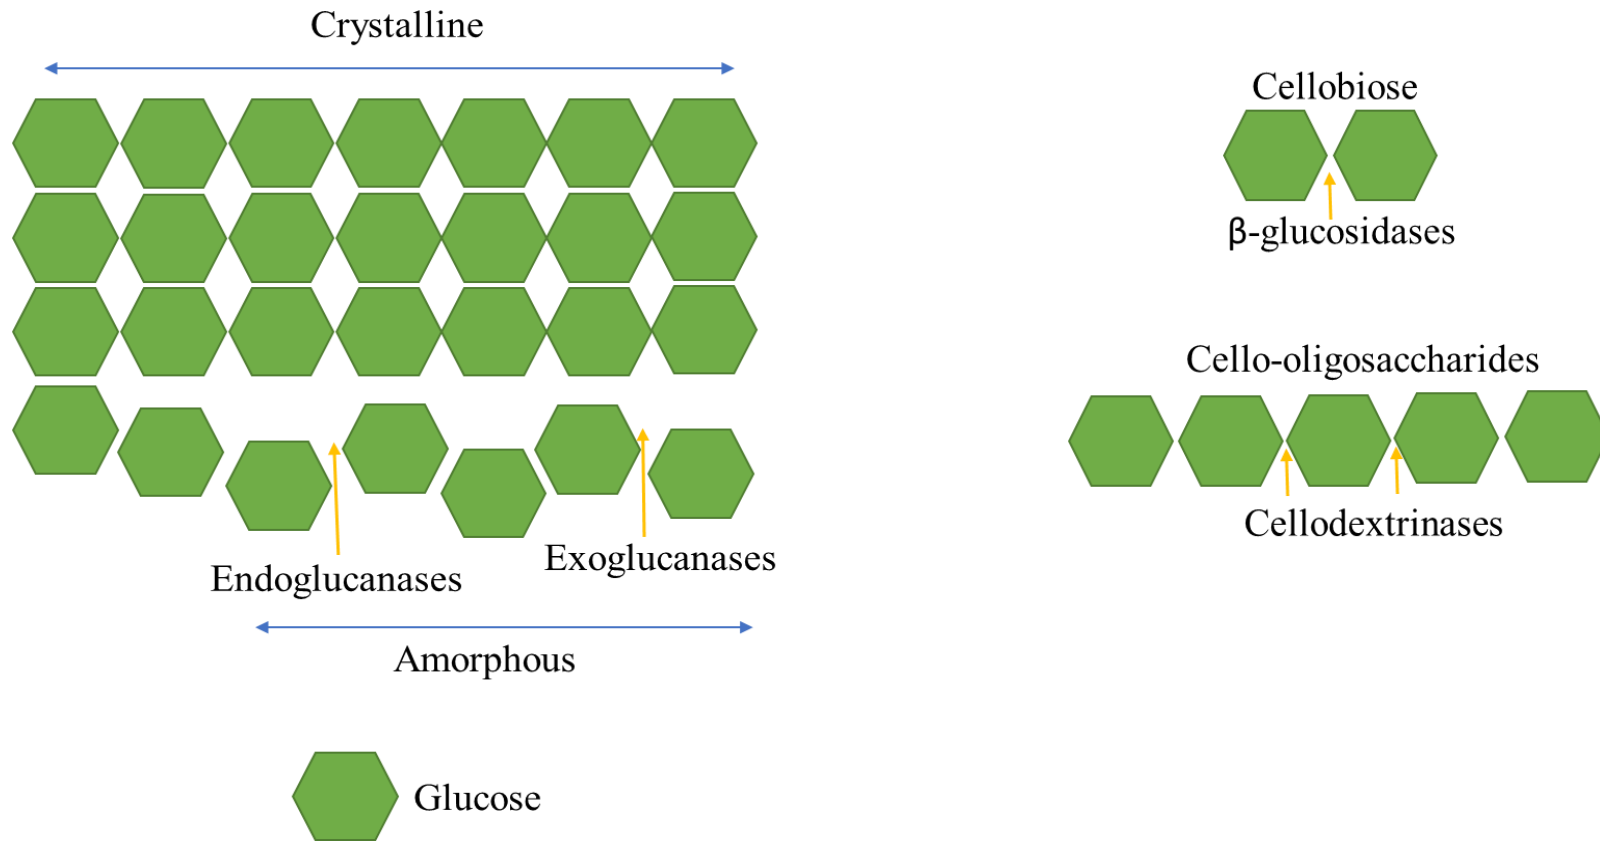 Crystalline
Cellobiose
β-glucosidases
Cello-oligosaccharides
Cellodextrinases
Exoglucanases
Endoglucanases
Amorphous
Glucose